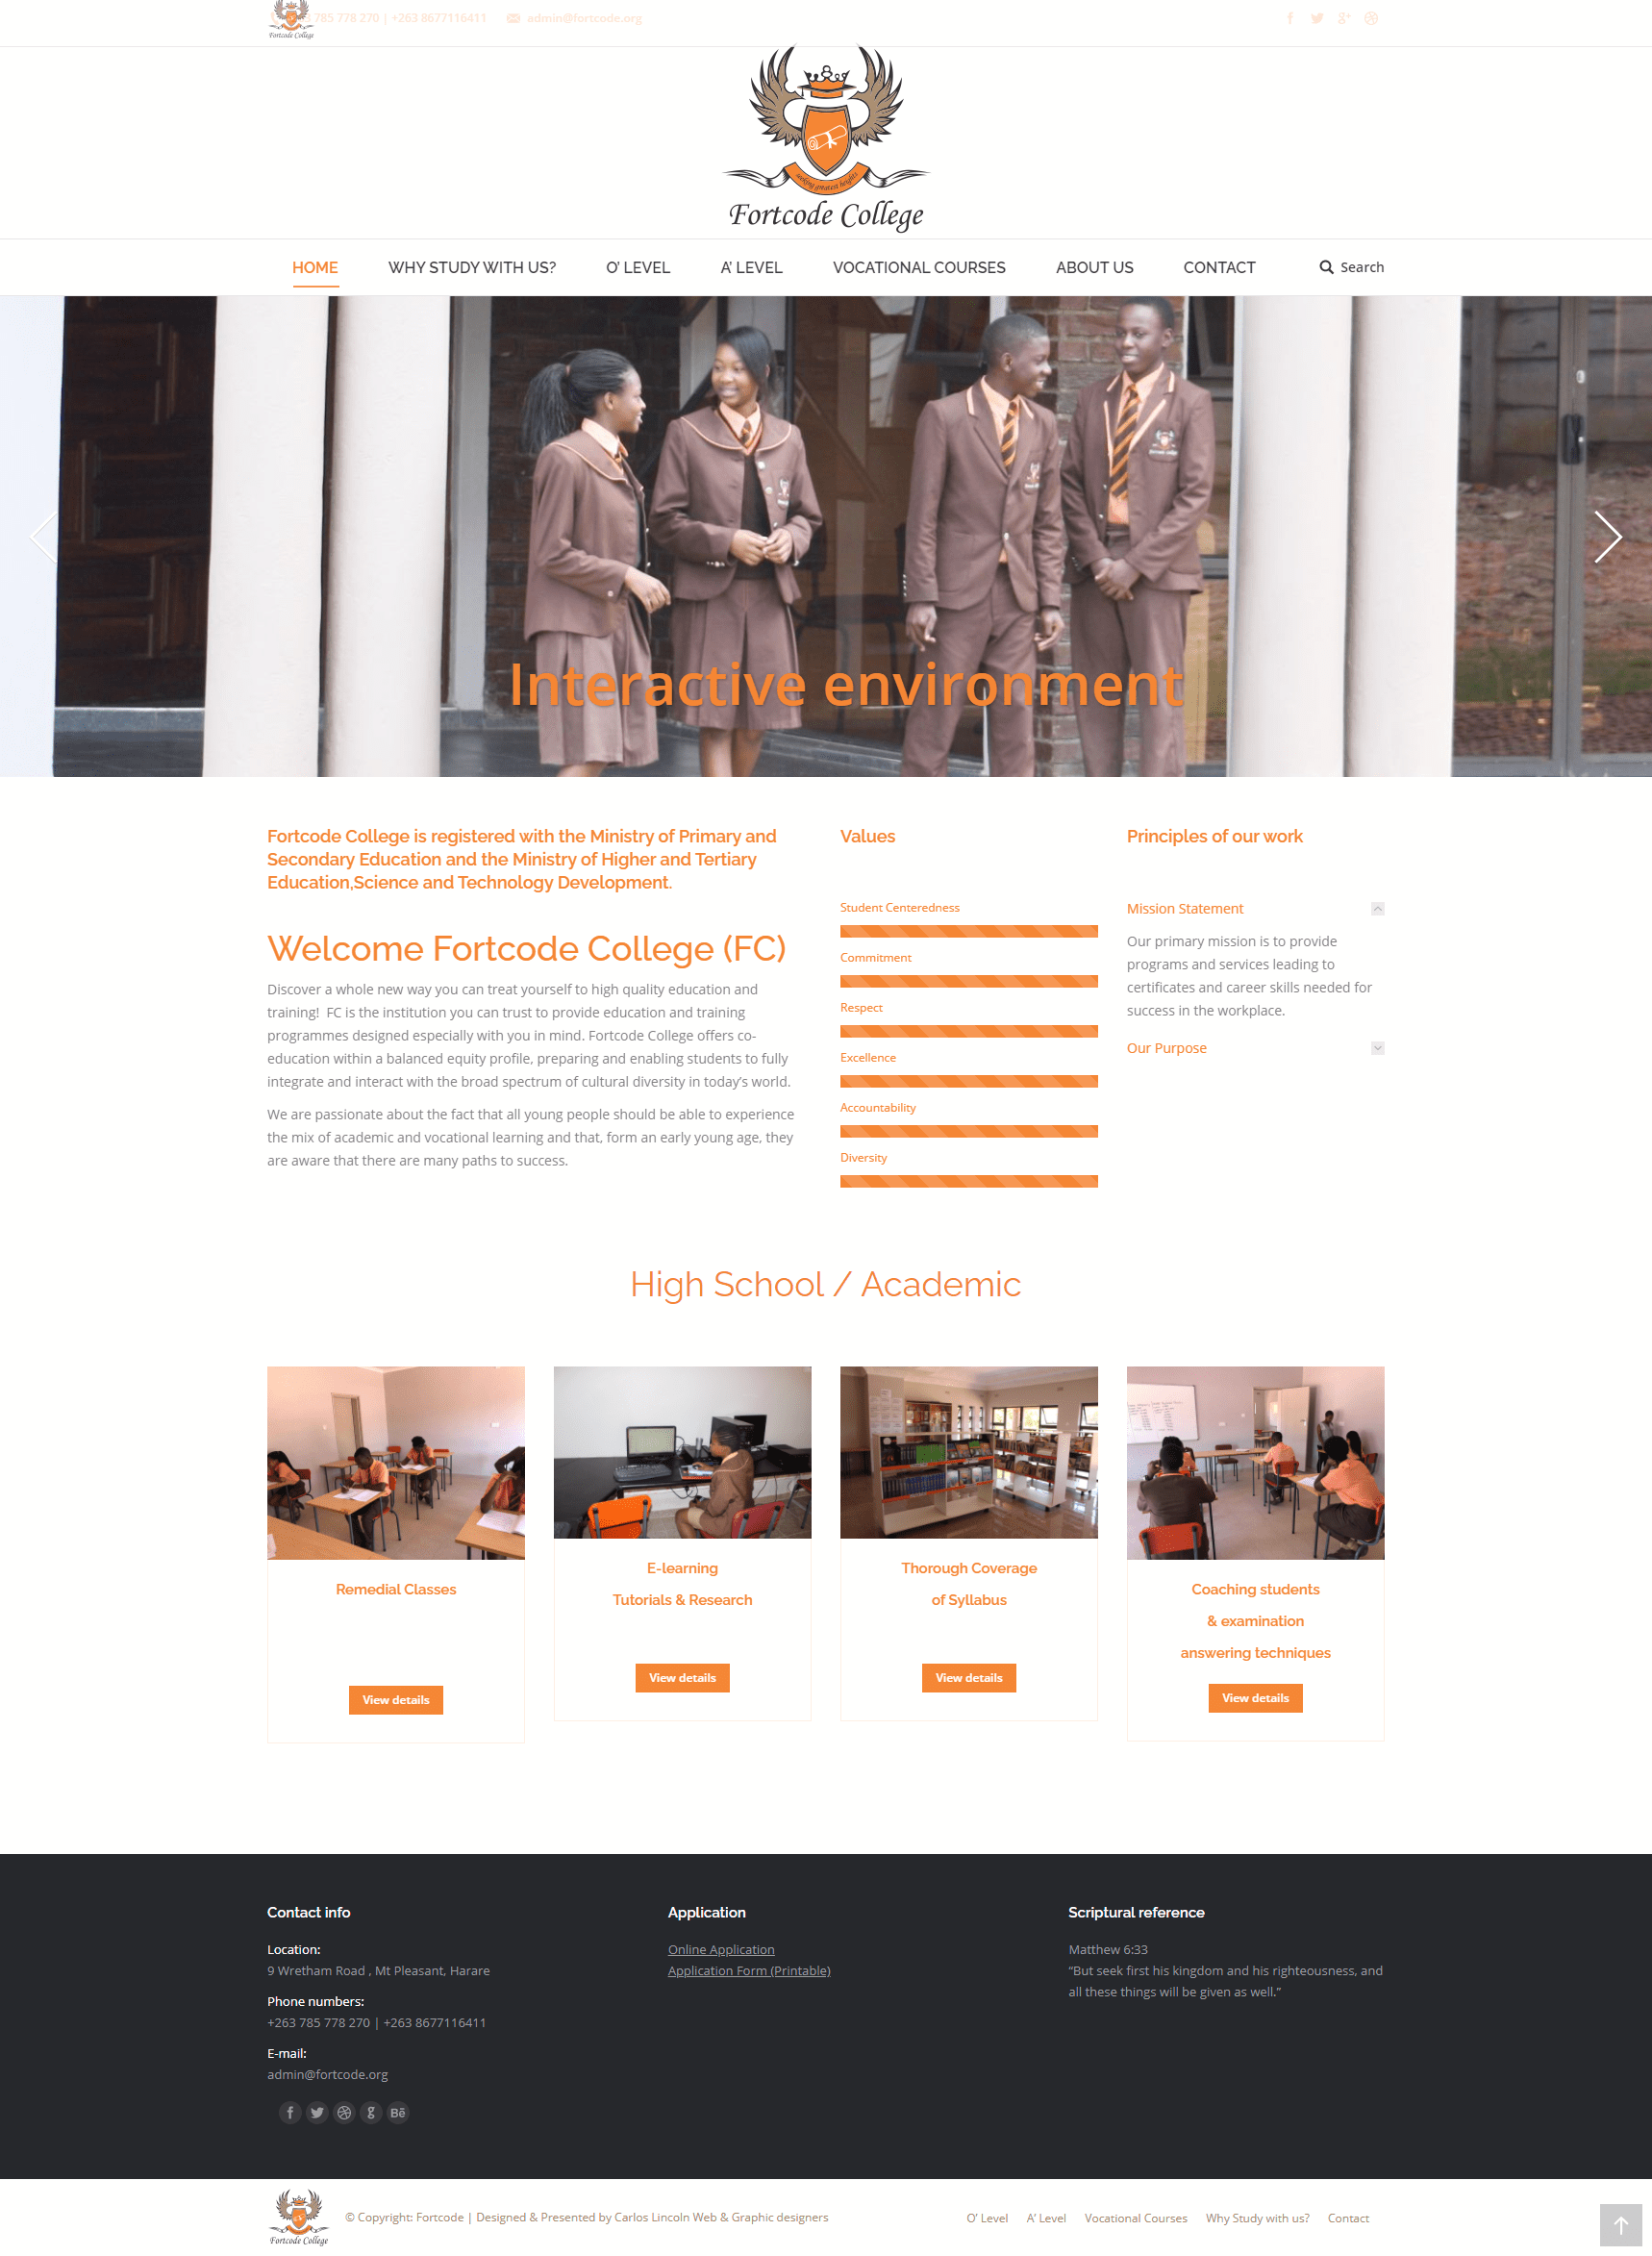 785 778 270 | +263 8677116411 admin@fortcode.org
Fortcode College
seeking greatest heights
Fortcode College
HOME WHY STUDY WITH US? O’ LEVEL A’ LEVEL VOCATIONAL COURSES ABOUT US CONTACT Search
Interactive environment
Fortcode College is registered with the Ministry of Primary and
Secondary Education and the Ministry of Higher and Tertiary
Education,Science and Technology Development.
Welcome Fortcode College (FC)
Discover a whole new way you can treat yourself to high quality education and
training!  FC is the institution you can trust to provide education and training
programmes designed especially with you in mind. Fortcode College offers co-
education within a balanced equity profile, preparing and enabling students to fully
integrate and interact with the broad spectrum of cultural diversity in today’s world.
We are passionate about the fact that all young people should be able to experience
the mix of academic and vocational learning and that, form an early young age, they
are aware that there are many paths to success.
Values
Student Centeredness
Commitment
Respect
Excellence
Accountability
Diversity
Principles of our work
Mission Statement
Our primary mission is to provide
programs and services leading to
certificates and career skills needed for
success in the workplace.
Our Purpose
High School / Academic
Remedial Classes
View details
E-learning
Tutorials & Research
View details
Thorough Coverage
of Syllabus
View details
Coaching students
& examination
answering techniques
View details
Contact info
Location:
9 Wretham Road , Mt Pleasant, Harare
Phone numbers:
+263 785 778 270 | +263 8677116411
E-mail:
admin@fortcode.org
Application
Online Application
Application Form (Printable)
Scriptural reference
Matthew 6:33
“But seek first his kingdom and his righteousness, and
all these things will be given as well.”
Fortcode College
© Copyright: Fortcode | Designed & Presented by Carlos Lincoln Web & Graphic designers
O’ Level A’ Level Vocational Courses Why Study with us? Contact